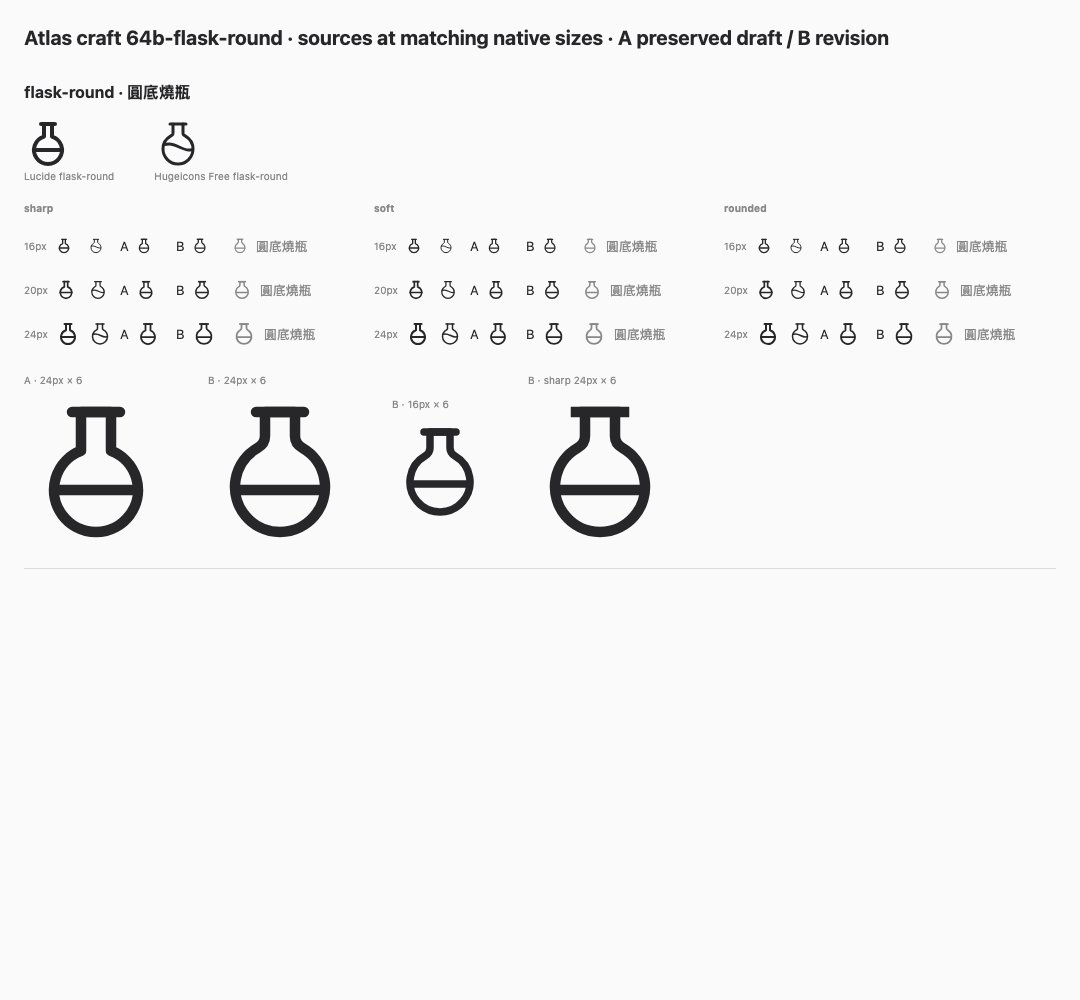 Atlas craft 64b-flask-round · sources at matching native sizes · A preserved draft / B revision
flask-round · 圓底燒瓶
Lucide flask-round Hugeicons Free flask-round
sharp soft rounded
16px A B 圓底燒瓶 16px A B 圓底燒瓶 16px A B 圓底燒瓶
20px A B 圓底燒瓶 20px A B 圓底燒瓶 20px A B 圓底燒瓶
24px A B 圓底燒瓶 24px A B 圓底燒瓶 24px A B 圓底燒瓶
A · 24px × 6 B · 24px × 6 B · sharp 24px × 6
B · 16px × 6